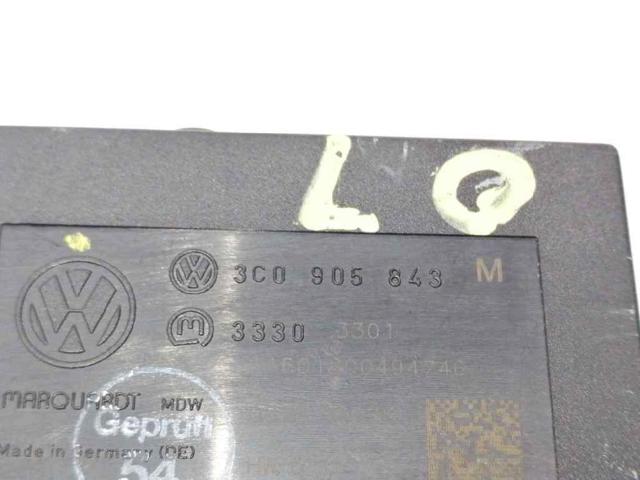 LQ
3C0 905 843 M
3330 3301
MARQUARDT MDW
Geprüft
Made in Germany (DE)
54